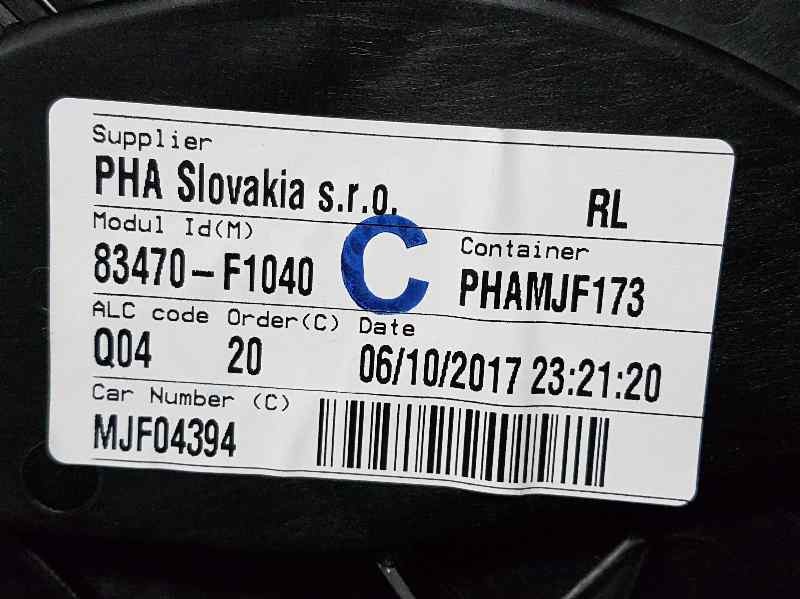 Supplier
PHA Slovakia s.r.o.
RL
Modul Id(M)
83470-F1040
C
Container
PHAMJF173
ALC code Order(C) Date
Q04 20 06/10/2017 23:21:20
Car Number (C)
MJF04394